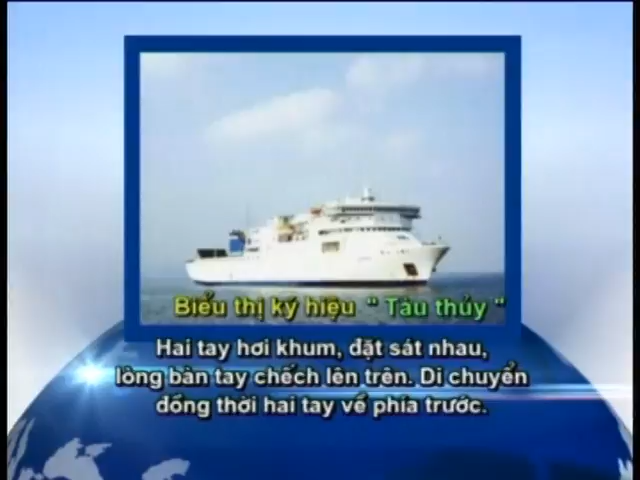 Biểu thị ký hiệu " Tàu thủy "
Hai tay hơi khum, đặt sát nhau,
lòng bàn tay chếch lên trên. Di chuyển
đồng thời hai tay về phía trước.